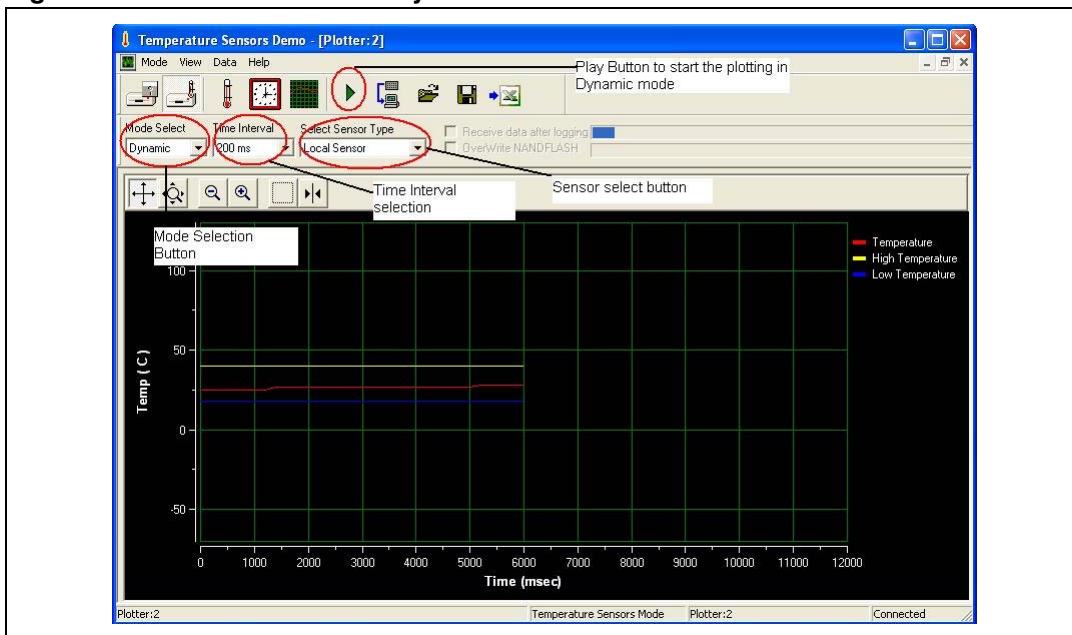 Temperature Sensors Demo - [Plotter:2]
Mode View Data Help
Play Button to start the plotting in
Dynamic mode
Mode Select
Time Interval
Select Sensor Type
Receive data after logging
Dynamic
200 ms
Local Sensor
OverWrite NANDFLASH
Time Interval
selection
Sensor select button
Mode Selection
Button
Temperature
High Temperature
Low Temperature
100
50
0
-50
Temp ( C )
0 1000 2000 3000 4000 5000 6000 7000 8000 9000 10000 11000 12000
Time (msec)
Plotter:2
Temperature Sensors Mode
Plotter:2
Connected